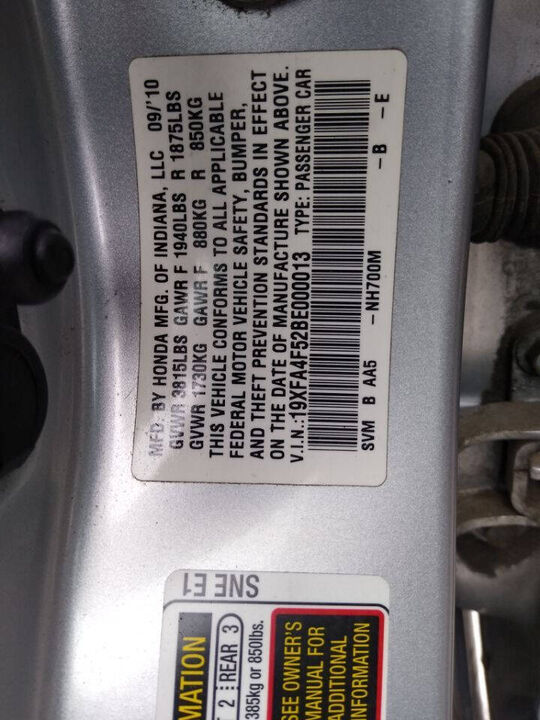 MFD. BY HONDA MFG. OF INDIANA, LLC 09/'10
GVWR 3815LBS GAWR F 1940LBS R 1875LBS
GVWR 1730KG GAWR F 880KG R 850KG
THIS VEHICLE CONFORMS TO ALL APPLICABLE
FEDERAL MOTOR VEHICLE SAFETY, BUMPER,
AND THEFT PREVENTION STANDARDS IN EFFECT
ON THE DATE OF MANUFACTURE SHOWN ABOVE.
V.I.N.:19XFA4F52BE000013 TYPE: PASSENGER CAR
SVM B AA5 -NH700M -B -E
SNE E1
MATION
2 REAR 3
385kg or 850lbs.
SEE OWNER'S
MANUAL FOR
ADDITIONAL
INFORMATION